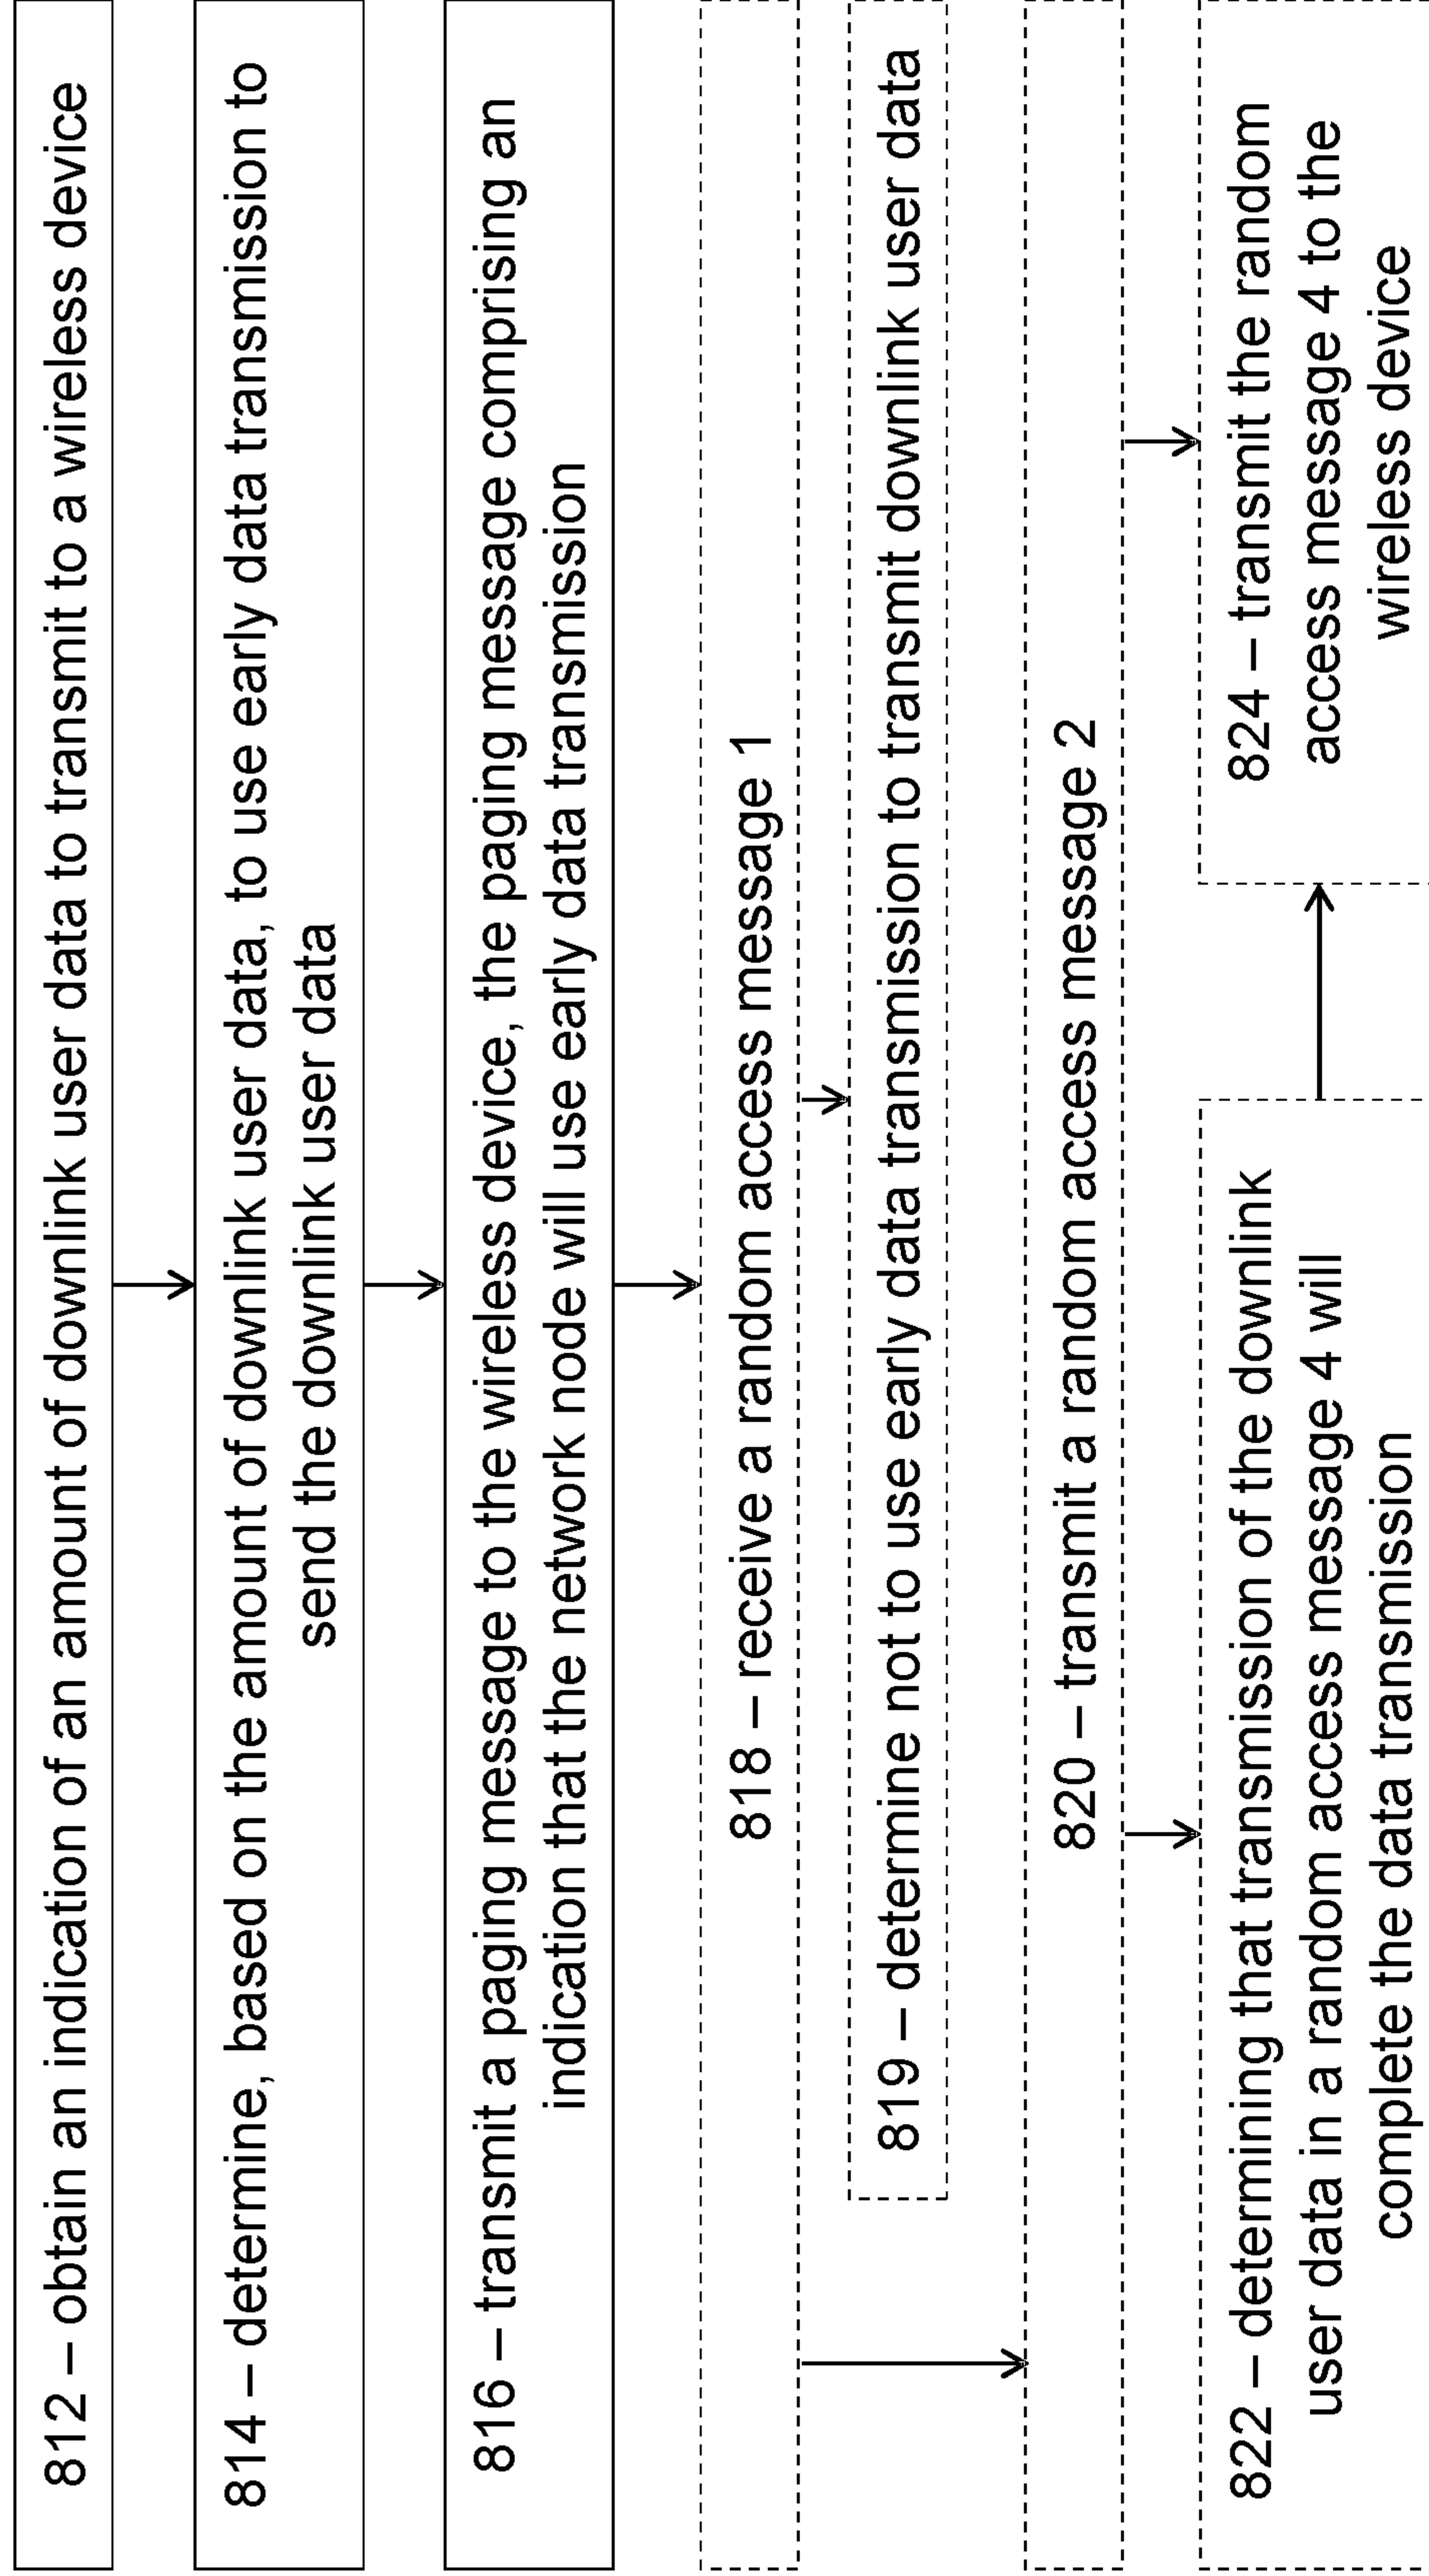 812 – obtain an indication of an amount of downlink user data to transmit to a wireless device
814 – determine, based on the amount of downlink user data, to use early data transmission to
send the downlink user data
816 – transmit a paging message to the wireless device, the paging message comprising an
indication that the network node will use early data transmission
818 – receive a random access message 1
819 – determine not to use early data transmission to transmit downlink user data
820 – transmit a random access message 2
822 – determining that transmission of the downlink
user data in a random access message 4 will
complete the data transmission
824 – transmit the random
access message 4 to the
wireless device